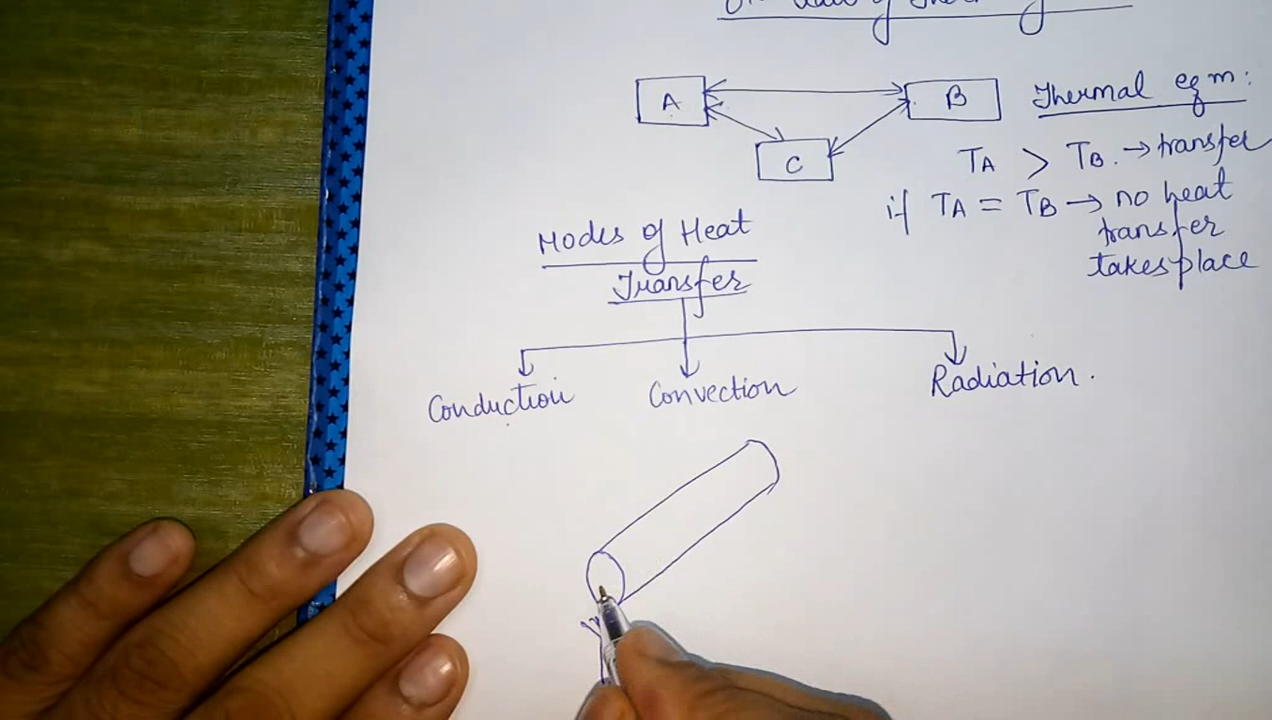 of
A
B
C
Thermal eqm:
TA > TB. → transfer
if TA = TB → no heat
transfer
takes place
Modes of Heat
Transfer
Conduction
Convection
Radiation.